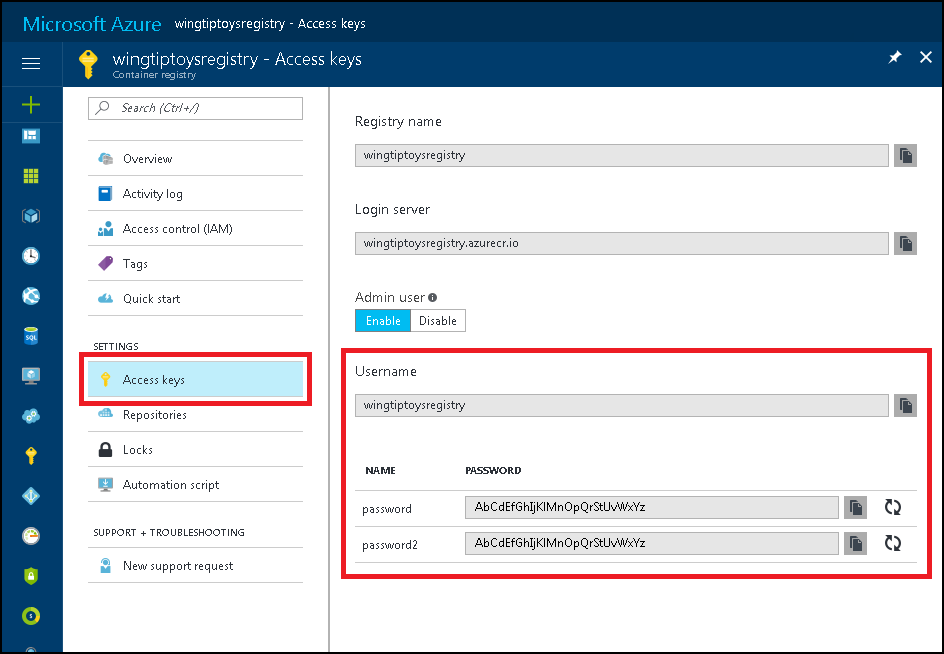 Microsoft Azure wingtiptoysregistry - Access keys
wingtiptoysregistry - Access keys
Container registry
Search (Ctrl+/)
Overview
Activity log
Access control (IAM)
Tags
Quick start
SETTINGS
Access keys
Repositories
Locks
Automation script
SUPPORT + TROUBLESHOOTING
New support request
Registry name
wingtiptoysregistry
Login server
wingtiptoysregistry.azurecr.io
Admin user
Enable Disable
Username
wingtiptoysregistry
NAME PASSWORD
password AbCdEfGhIjKlMnOpQrStUvWxYz
password2 AbCdEfGhIjKlMnOpQrStUvWxYz
SQL